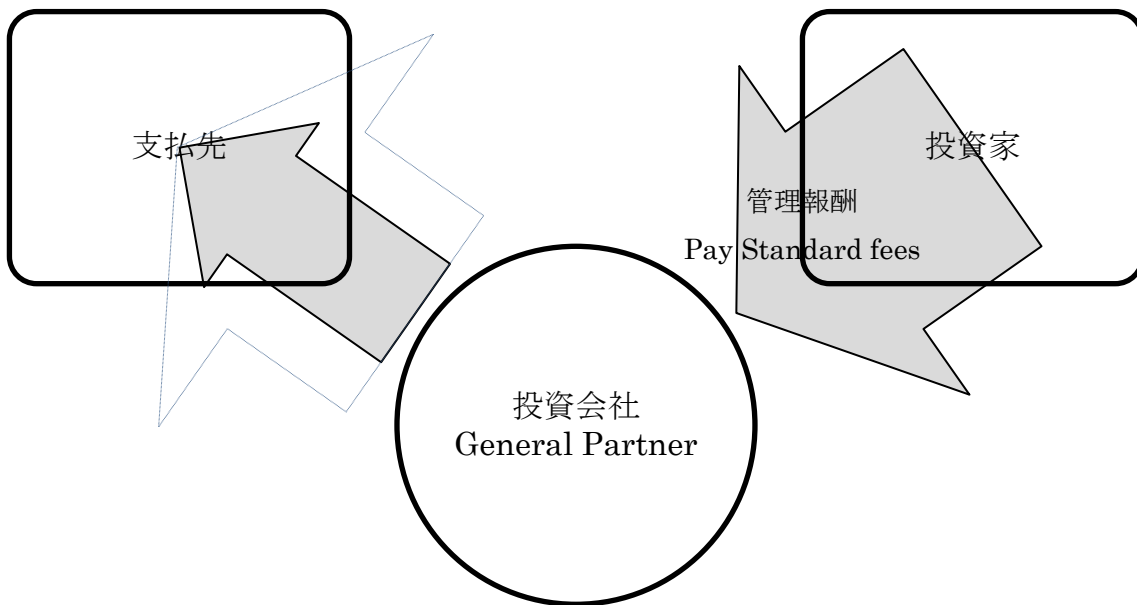 支払先
投資家
管理報酬
Pay Standard fees
投資会社
General Partner